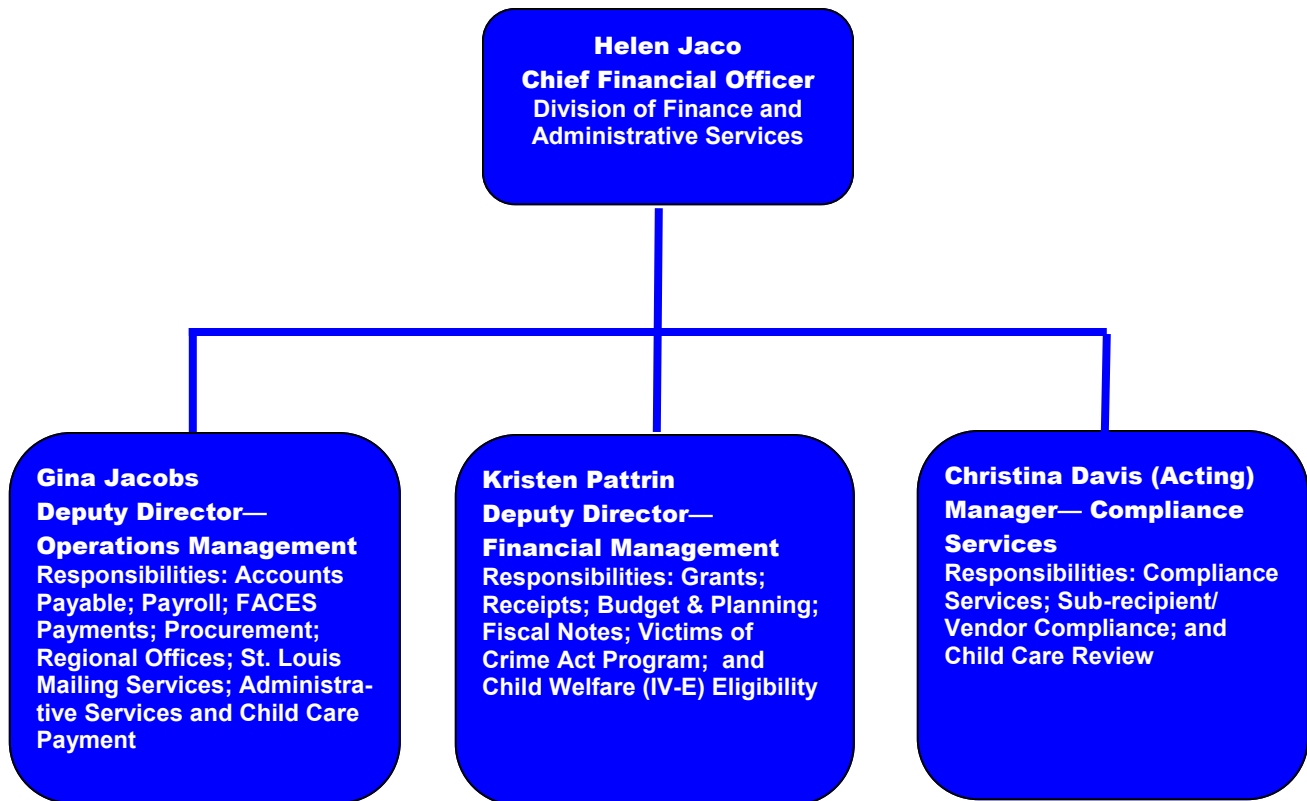 Helen Jaco
Chief Financial Officer
Division of Finance and
Administrative Services
Gina Jacobs
Deputy Director—
Operations Management
Responsibilities: Accounts
Payable; Payroll; FACES
Payments; Procurement;
Regional Offices; St. Louis
Mailing Services; Administra-
tive Services and Child Care
Payment
Kristen Pattrin
Deputy Director—
Financial Management
Responsibilities: Grants;
Receipts; Budget & Planning;
Fiscal Notes; Victims of
Crime Act Program;  and
Child Welfare (IV-E) Eligibility
Christina Davis (Acting)
Manager— Compliance
Services
Responsibilities: Compliance
Services; Sub-recipient/
Vendor Compliance; and
Child Care Review